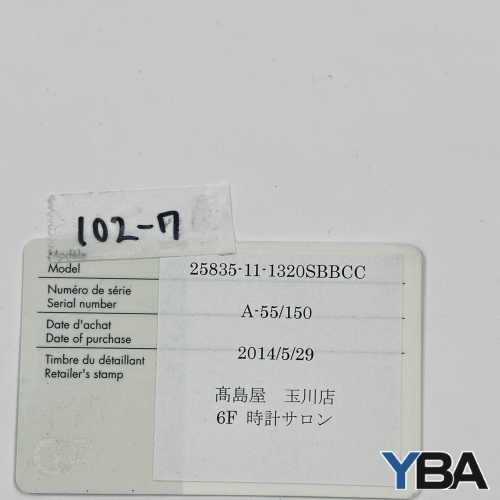 102-7
Modèle
Model
25835-11-1320SBBCC
Numéro de série
Serial number
A-55/150
Date d'achat
Date of purchase
2014/5/29
Timbre du détaillant
Retailer's stamp
髙島屋 玉川店
6F 時計サロン
YBA